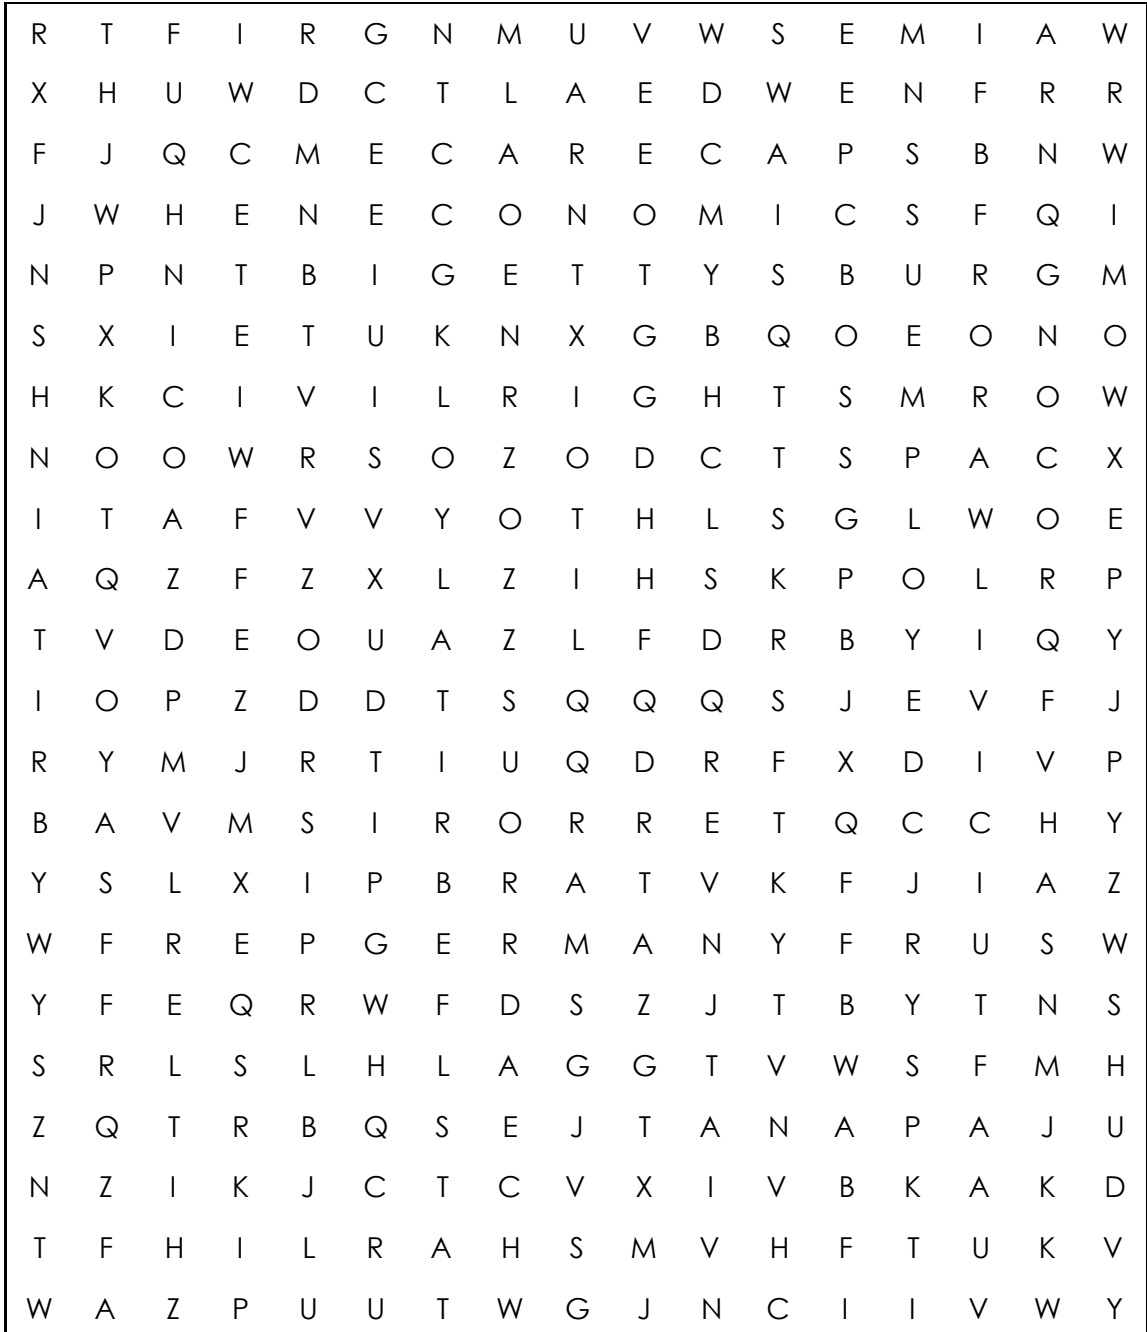 R T F I R G N M U V W S E M I A W
X H U W D C T L A E D W E N F R R
F J Q C M E C A R E C A P S B N W
J W H E N E C O N O M I C S F Q I
N P N T B I G E T T Y S B U R G M
S X I E T U K N X G B Q O E O N O
H K C I V I L R I G H T S M R O W
N O O W R S O Z O D C T S P A C X
I T A F V V Y O T H L S G L W O E
A Q Z F Z X L Z I H S K P O L R P
T V D E O U A Z L F D R B Y I Q Y
I O P Z D D T S Q Q Q S J E V F J
R Y M J R T I U Q D R F X D I V P
B A V M S I R O R R E T Q C C H Y
Y S L X I P B R A T V K F J I A Z
W F R E P G E R M A N Y F R U S W
Y F E Q R W F D S Z J T B Y T N S
S R L S L H L A G G T V W S F M H
Z Q T R B Q S E J T A N A P A J U
N Z I K J C T C V X I V B K A K D
T F H I L R A H S M V H F T U K V
W A Z P U U T W G J N C I I V W Y